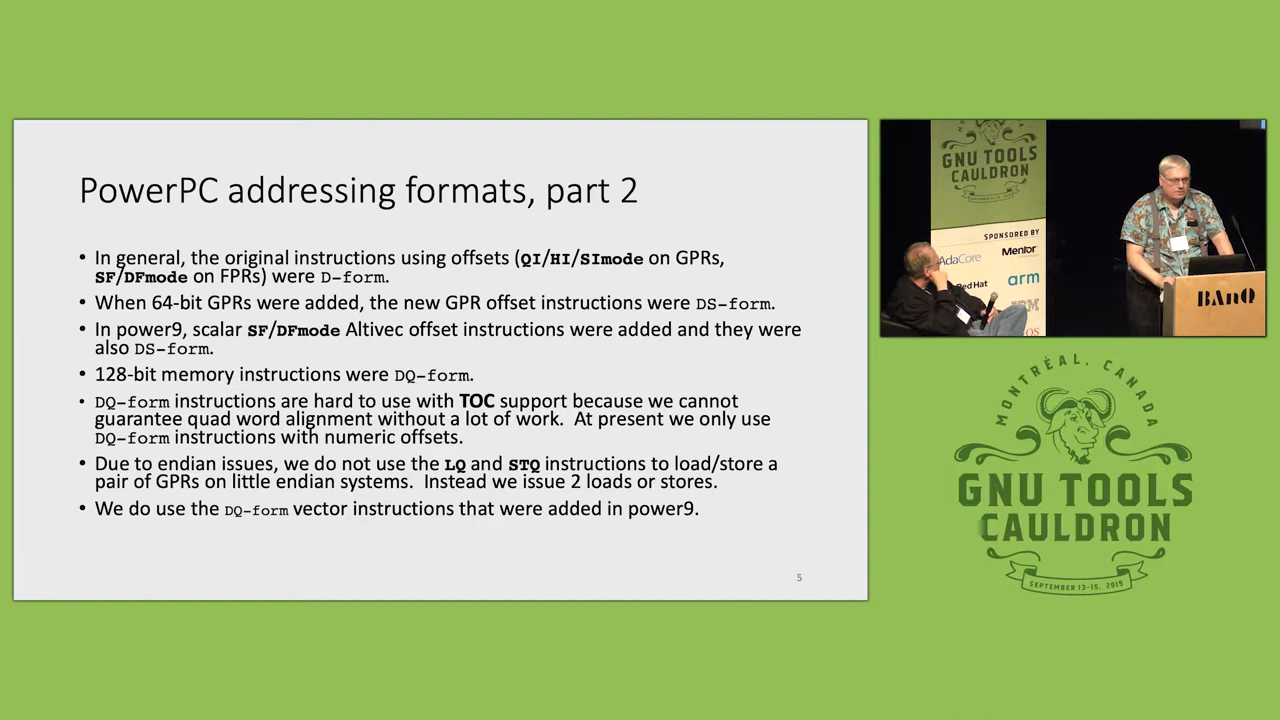 PowerPC addressing formats, part 2
• In general, the original instructions using offsets (QI/HI/SImode on GPRs,
SF/DFmode on FPRs) were D-form.
• When 64-bit GPRs were added, the new GPR offset instructions were DS-form.
• In power9, scalar SF/DFmode Altivec offset instructions were added and they were
also DS-form.
• 128-bit memory instructions were DQ-form.
• DQ-form instructions are hard to use with TOC support because we cannot
guarantee quad word alignment without a lot of work. At present we only use
DQ-form instructions with numeric offsets.
• Due to endian issues, we do not use the LQ and STQ instructions to load/store a
pair of GPRs on little endian systems. Instead we issue 2 loads or stores.
• We do use the DQ-form vector instructions that were added in power9.
5
GNU TOOLS
CAULDRON
SPONSORED BY
AdaCore
Mentor
Red Hat
arm
IBM
BAnQ
MONTRÉAL, CANADA
GNU TOOLS
CAULDRON
SEPTEMBER 13-15, 2019